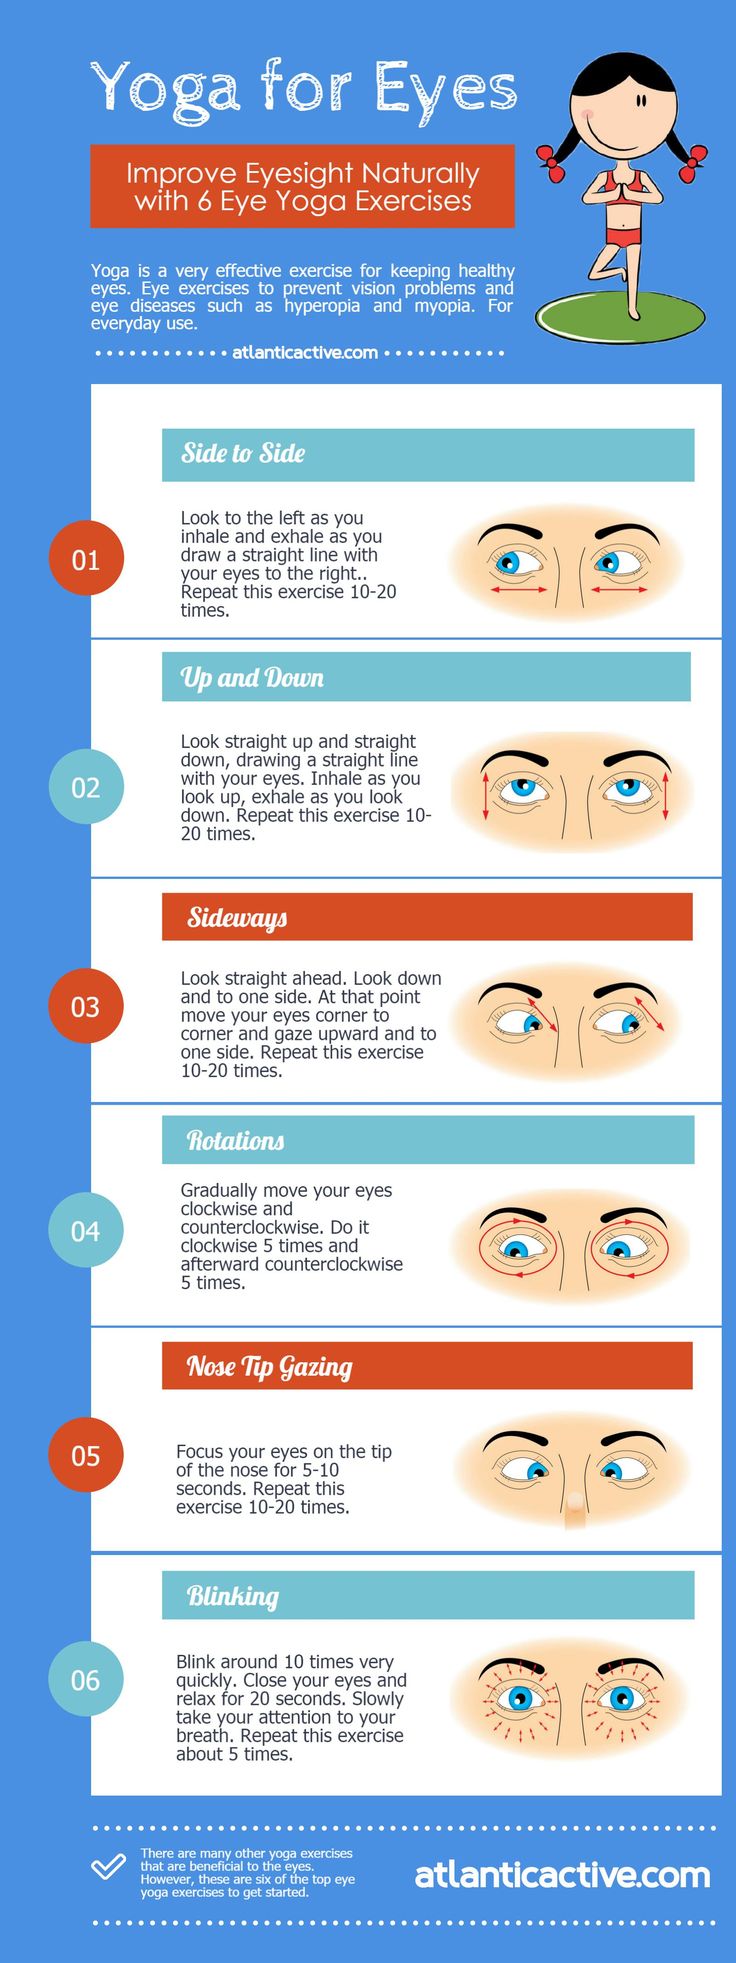 Yoga for Eyes
Improve Eyesight Naturally
with 6 Eye Yoga Exercises
Yoga is a very effective exercise for keeping healthy
eyes. Eye exercises to prevent vision problems and
eye diseases such as hyperopia and myopia. For
everyday use.
atlanticactive.com
Side to Side
01
Look to the left as you
inhale and exhale as you
draw a straight line with
your eyes to the right..
Repeat this exercise 10-20
times.
Up and Down
02
Look straight up and straight
down, drawing a straight line
with your eyes. Inhale as you
look up, exhale as you look
down. Repeat this exercise 10-
20 times.
Sideways
03
Look straight ahead. Look down
and to one side. At that point
move your eyes corner to
corner and gaze upward and to
one side. Repeat this exercise
10-20 times.
Rotations
04
Gradually move your eyes
clockwise and
counterclockwise. Do it
clockwise 5 times and
afterward counterclockwise
5 times.
Nose Tip Gazing
05
Focus your eyes on the tip
of the nose for 5-10
seconds. Repeat this
exercise 10-20 times.
Blinking
06
Blink around 10 times very
quickly. Close your eyes and
relax for 20 seconds. Slowly
take your attention to your
breath. Repeat this exercise
about 5 times.
There are many other yoga exercises
that are beneficial to the eyes.
However, these are six of the top eye
yoga exercises to get started.
atlanticactive.com